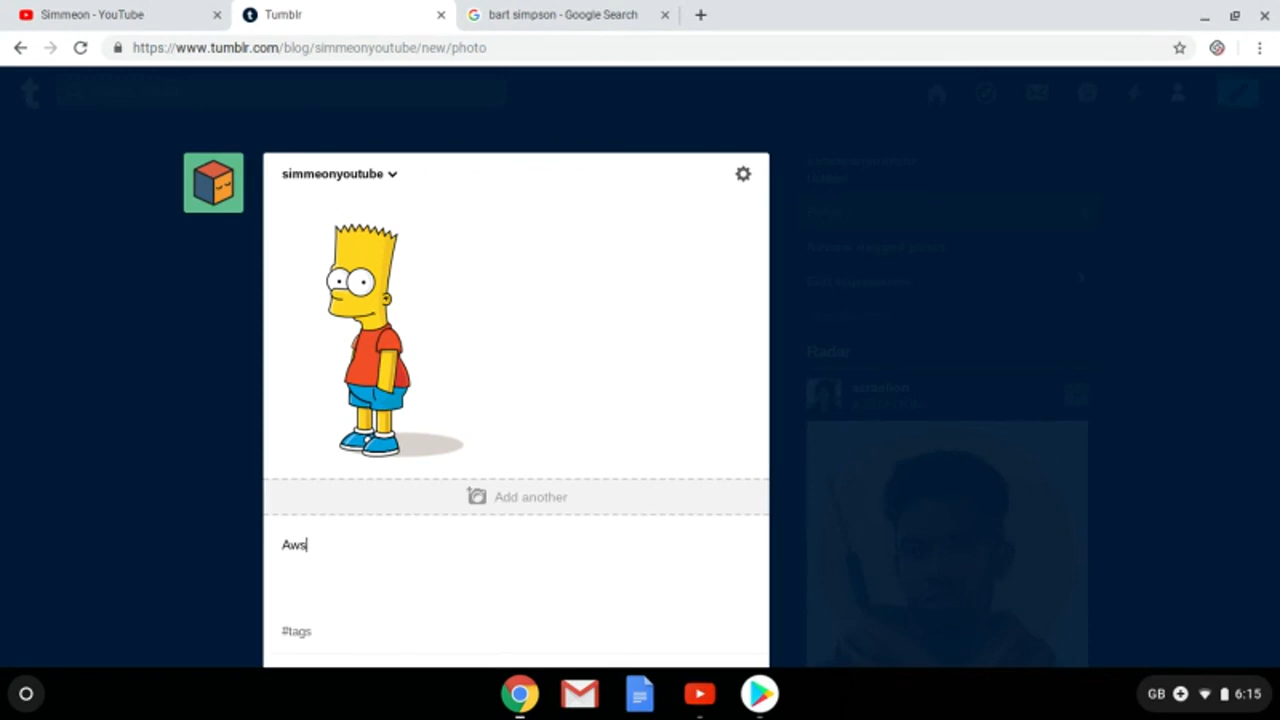 Simmeon - YouTube
Tumblr
bart simpson - Google Search
https://www.tumblr.com/blog/simmeonyoutube/new/photo
simmeonyoutube
Add another
Aws
#tags
Radar
GB
6:15